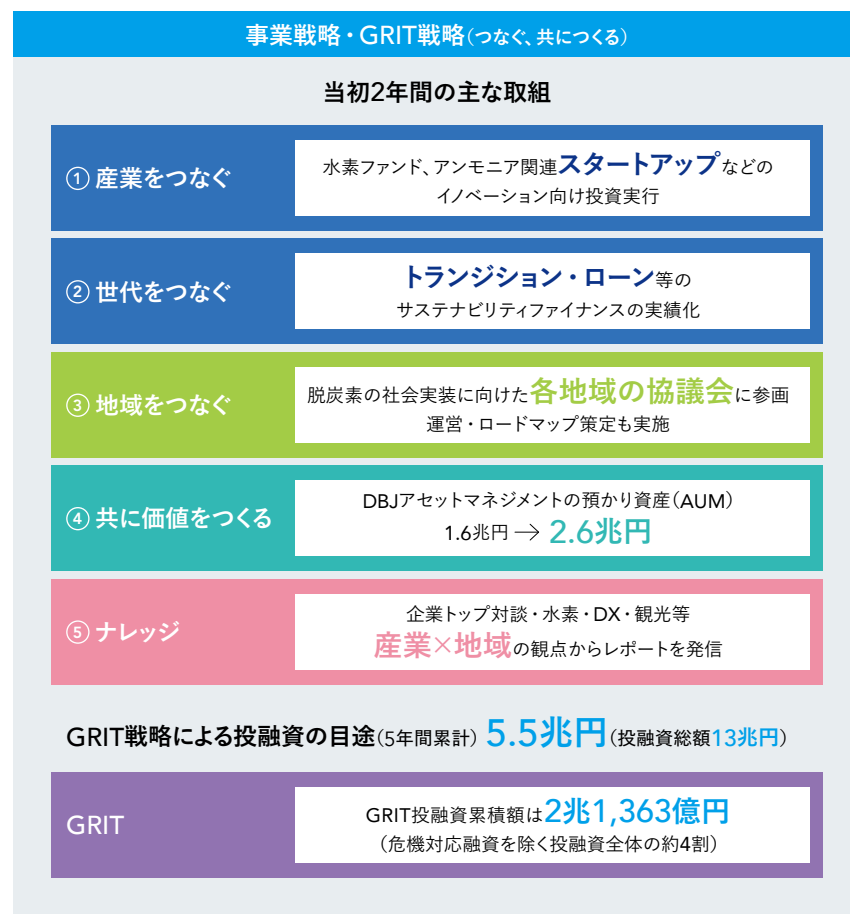 事業戦略・GRIT戦略（つなぐ、共につくる）
当初2年間の主な取組
① 産業をつなぐ
水素ファンド、アンモニア関連スタートアップなどの
イノベーション向け投資実行
② 世代をつなぐ
トランジション・ローン等の
サステナビリティファイナンスの実績化
③ 地域をつなぐ
脱炭素の社会実装に向けた各地域の協議会に参画
運営・ロードマップ策定も実施
④ 共に価値をつくる
DBJアセットマネジメントの預かり資産（AUM）
1.6兆円 → 2.6兆円
⑤ ナレッジ
企業トップ対談・水素・DX・観光等
産業×地域の観点からレポートを発信
GRIT戦略による投融資の目途（5年間累計） 5.5兆円（投融資総額13兆円）
GRIT
GRIT投融資累積額は2兆1,363億円
（危機対応融資を除く投融資全体の約4割）